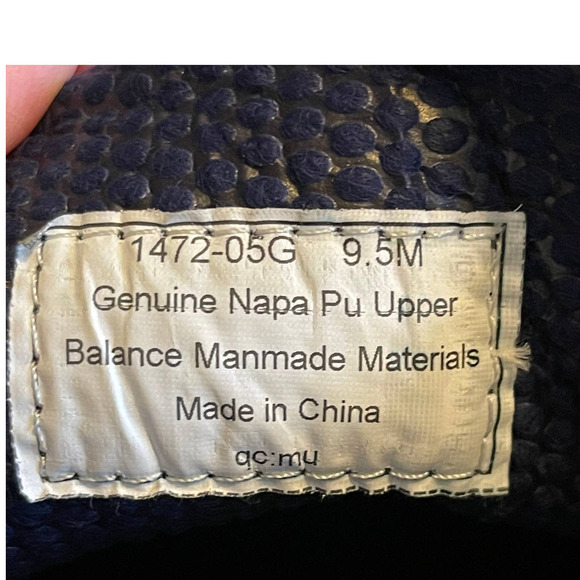 1472-05G 9.5M
Genuine Napa Pu Upper
Balance Manmade Materials
Made in China
qc:mu